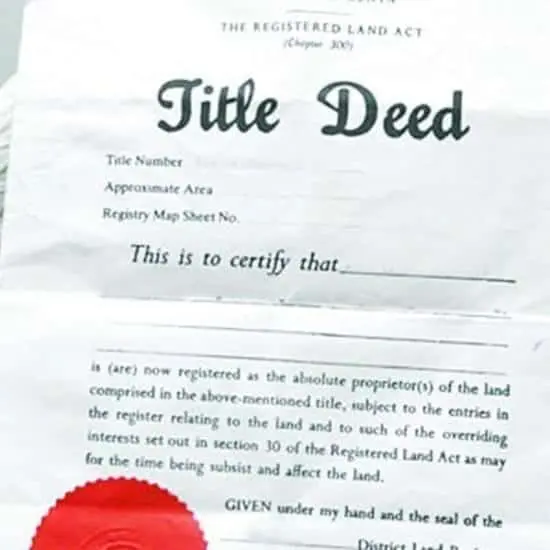 THE REGISTERED LAND ACT
(Chapter 300)
Title Deed
Title Number
Approximate Area
Registry Map Sheet No.
This is to certify that
is (are) now registered as the absolute proprietor(s) of the land
comprised in the above-mentioned title, subject to the entries in
the register relating to the land and to such of the overriding
interests set out in section 30 of the Registered Land Act as may
for the time being subsist and affect the land.
GIVEN under my hand and the seal of the
District Land